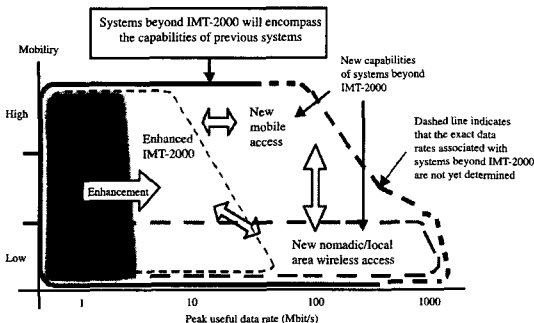 Systems beyond IMT-2000 will encompass
the capabilities of previous systems
Mobility
New capabilities
of systems beyond
IMT-2000
High
New
mobile
access
Enhanced
IMT-2000
Dashed line indicates
that the exact data
rates associated with
systems beyond IMT-2000
are not yet determined
Enhancement
Low
New nomadic/local
area wireless access
1
10
100
1000
Peak useful data rate (Mbit/s)